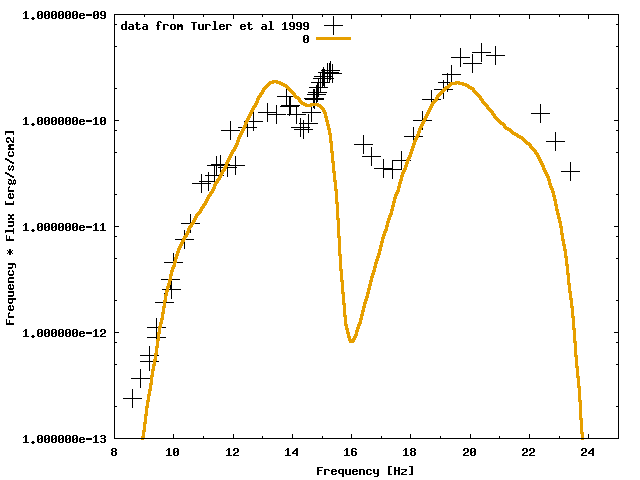 1.000000e-09
data from Turler et al 1999
0
1.000000e-10
1.000000e-11
1.000000e-12
1.000000e-13
Frequency * Flux [erg/s/cm2]
8 10 12 14 16 18 20 22 24
Frequency [Hz]